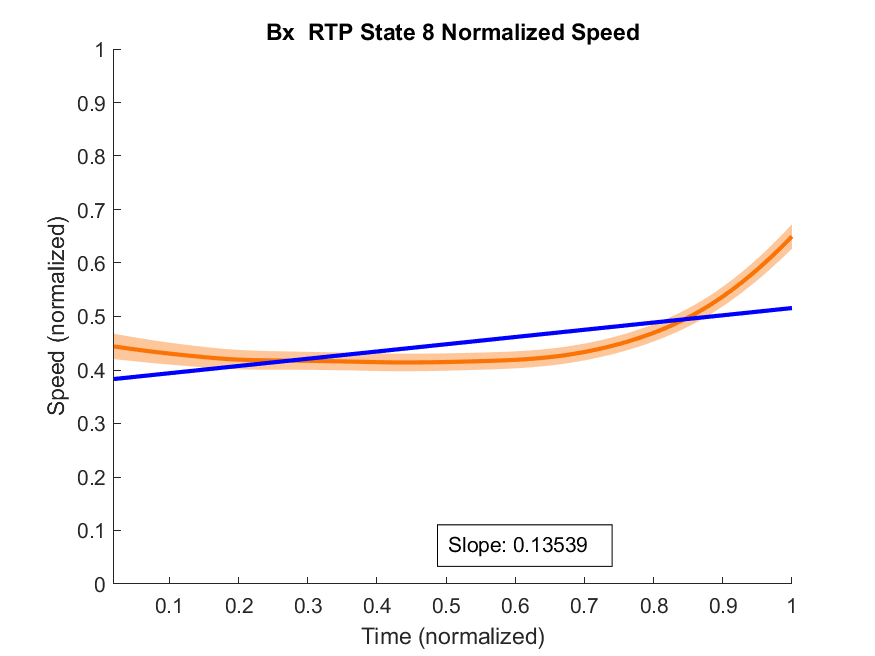 Bx  RTP State 8 Normalized Speed
1
0.9
0.8
0.7
0.6
0.5
0.4
0.3
0.2
0.1
0
Speed (normalized)
Slope: 0.13539
0.1 0.2 0.3 0.4 0.5 0.6 0.7 0.8 0.9 1
Time (normalized)